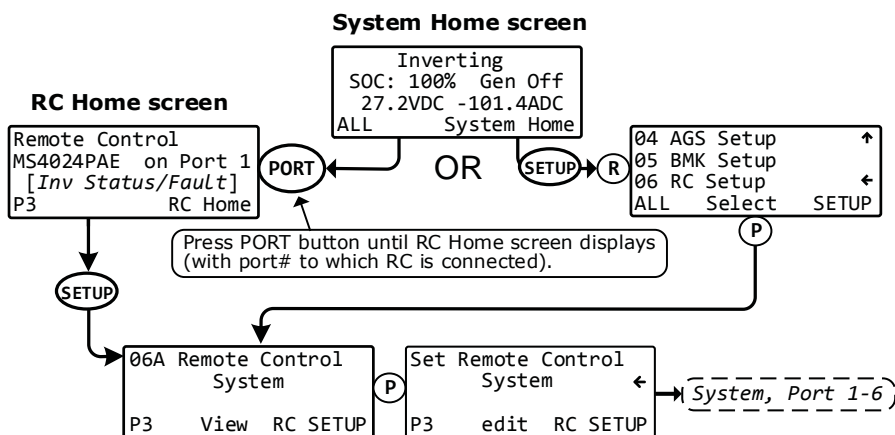 System Home screen
Inverting
SOC: 100% Gen Off
27.2VDC -101.4ADC
ALL System Home
RC Home screen
Remote Control
MS4024PAE on Port 1
[Inv Status/Fault]
P3 RC Home
PORT
OR
SETUP
R
04 AGS Setup ↑
05 BMK Setup
06 RC Setup ←
ALL Select SETUP
P
Press PORT button until RC Home screen displays
(with port# to which RC is connected).
SETUP
06A Remote Control
System
P3 View RC SETUP
P
Set Remote Control
System ←
P3 edit RC SETUP
System, Port 1-6